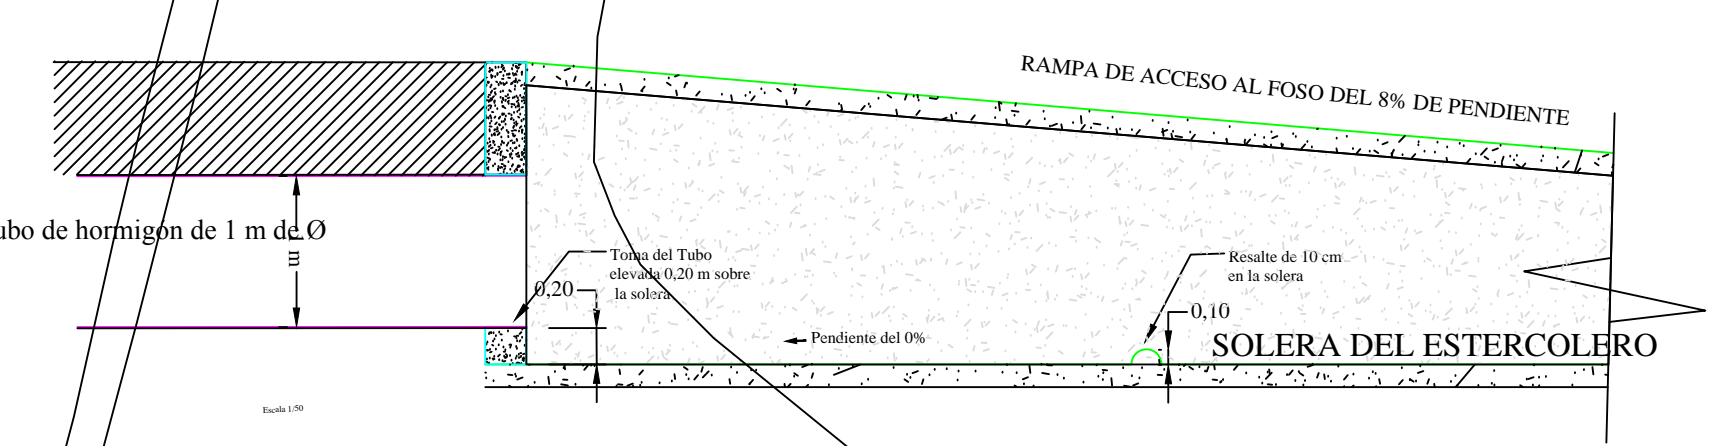 RAMPA DE ACCESO AL FOSO DEL 8% DE PENDIENTE
ubo de hormigón de 1 m de Ø
1 m
Toma del Tubo
elevada 0,20 m sobre
la solera
0,20
Resalte de 10 cm
en la solera
0,10
Pendiente del 0%
SOLERA DEL ESTERCOLERO
Escala 1/50